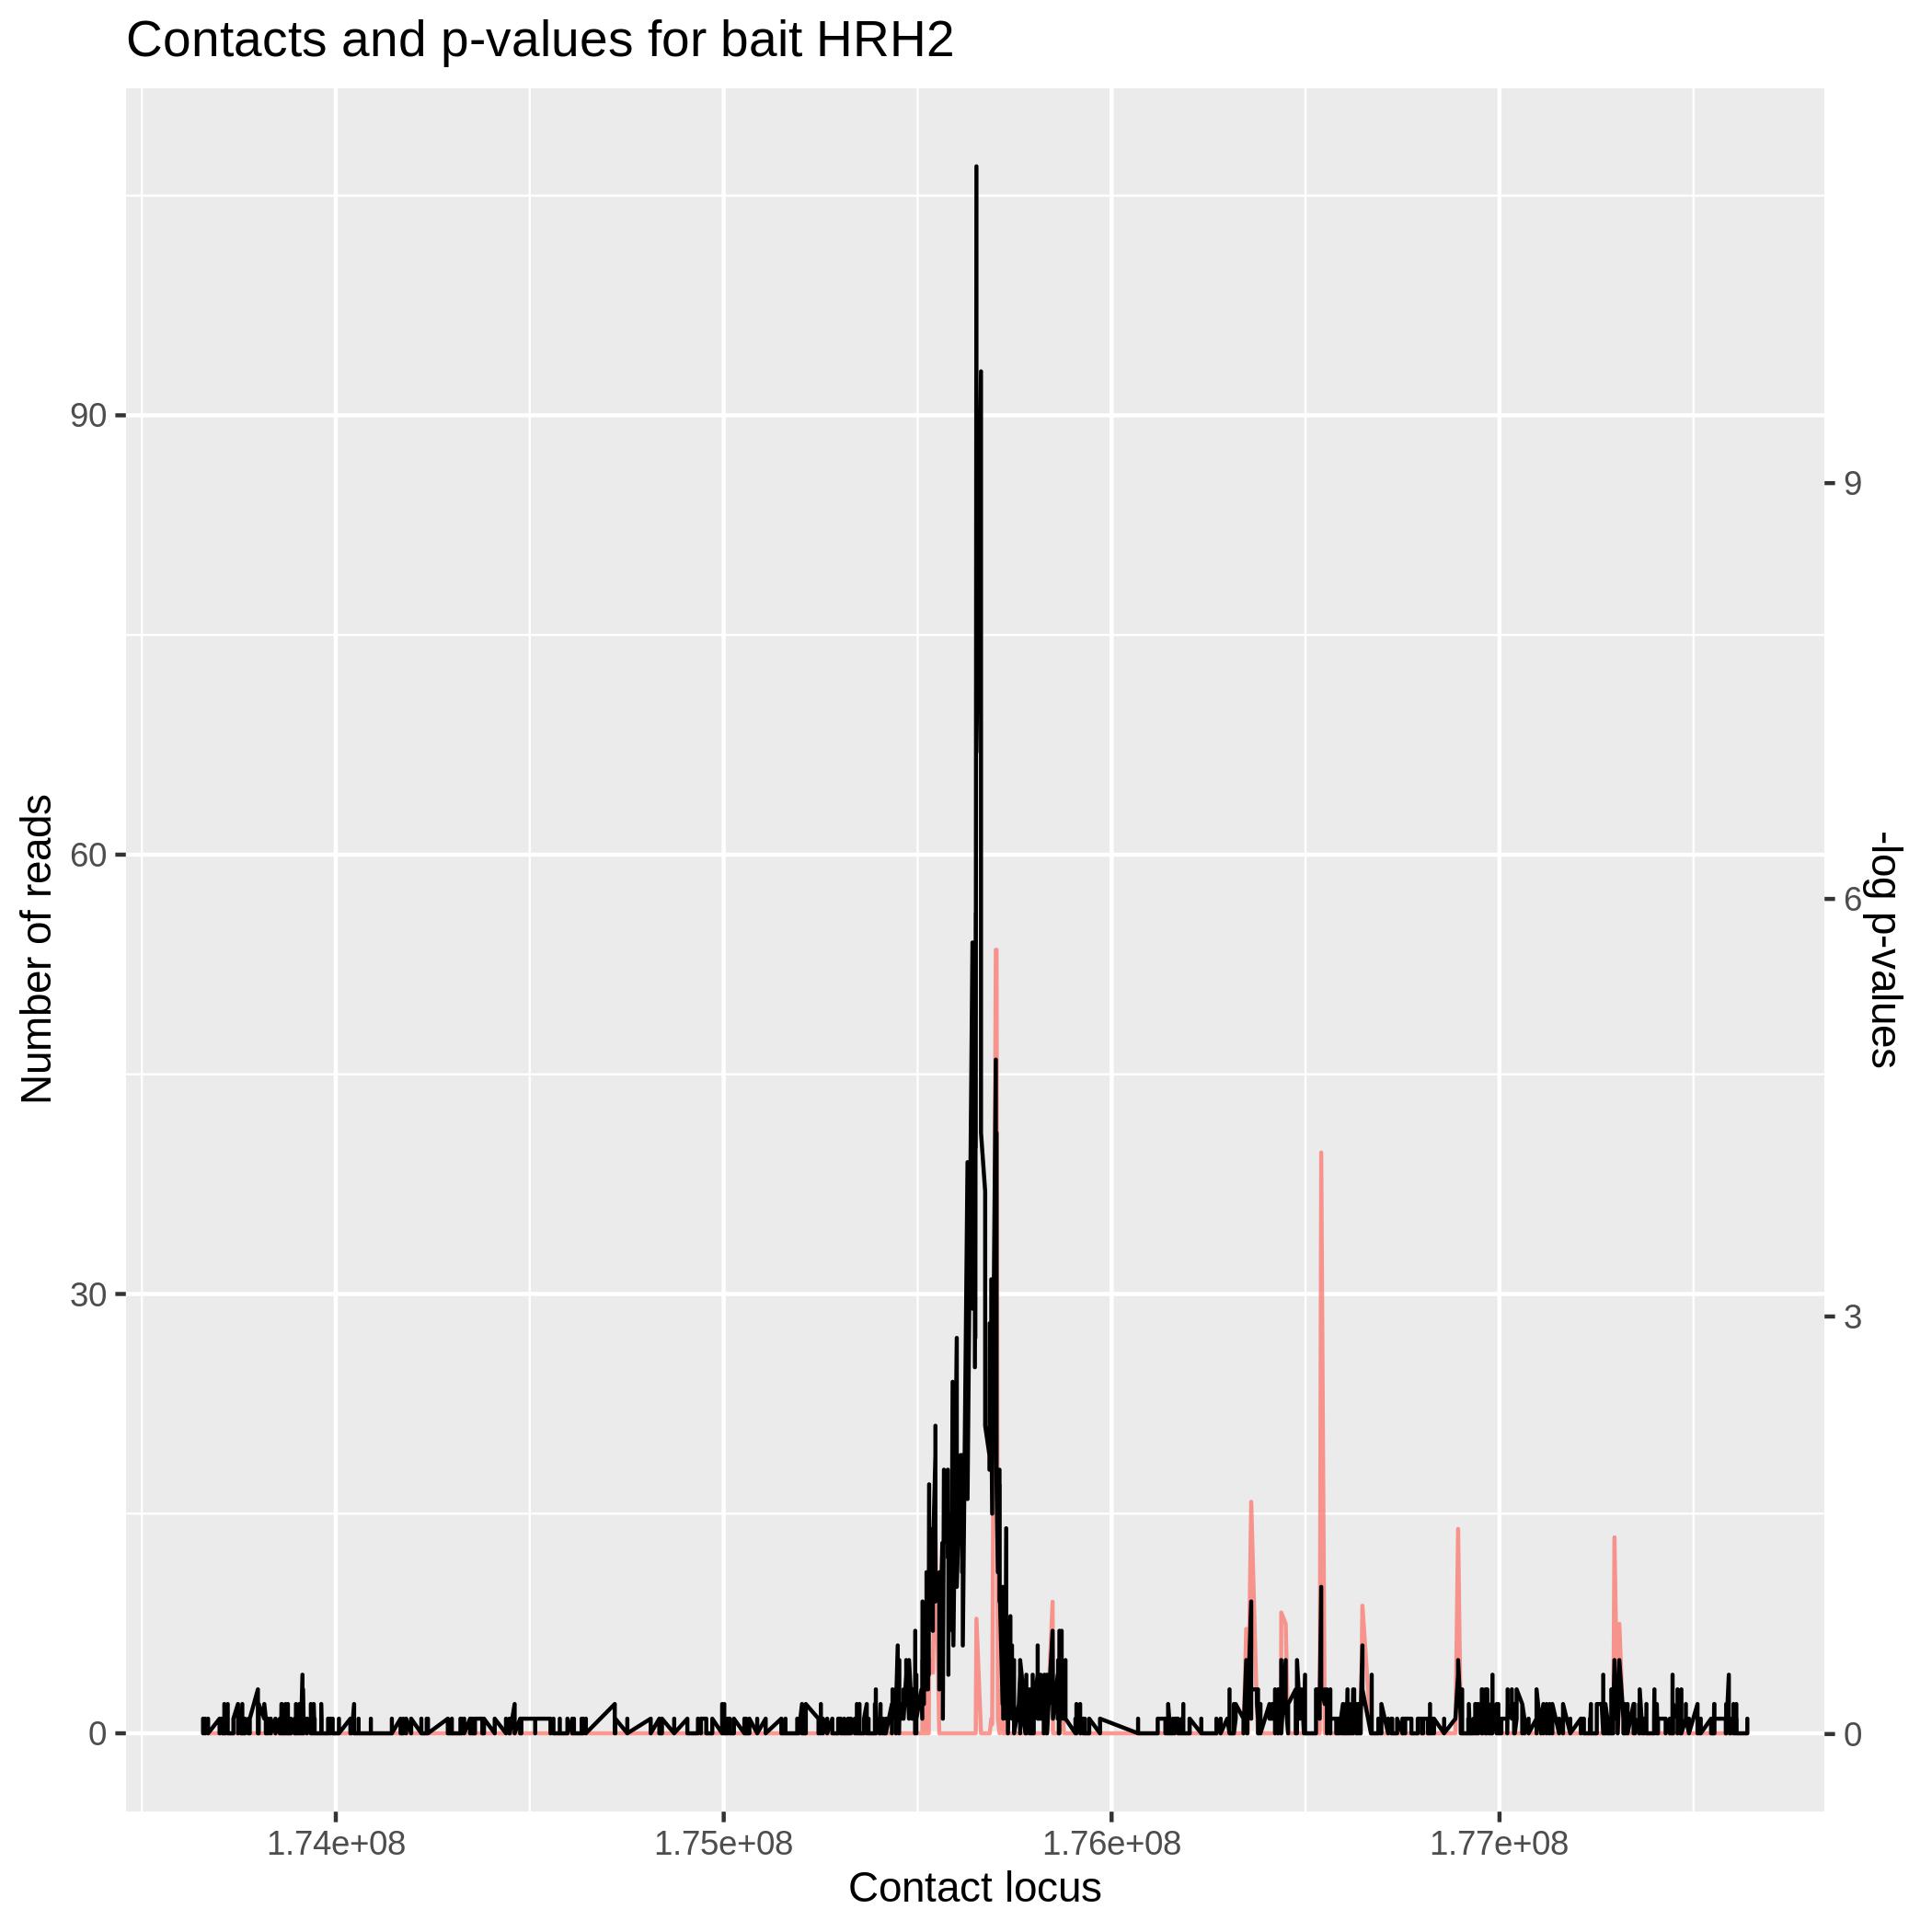 Contacts and p-values for bait HRH2
90
60
30
0
Number of reads
9
6
3
0
-log p-values
1.74e+08
1.75e+08
1.76e+08
1.77e+08
Contact locus